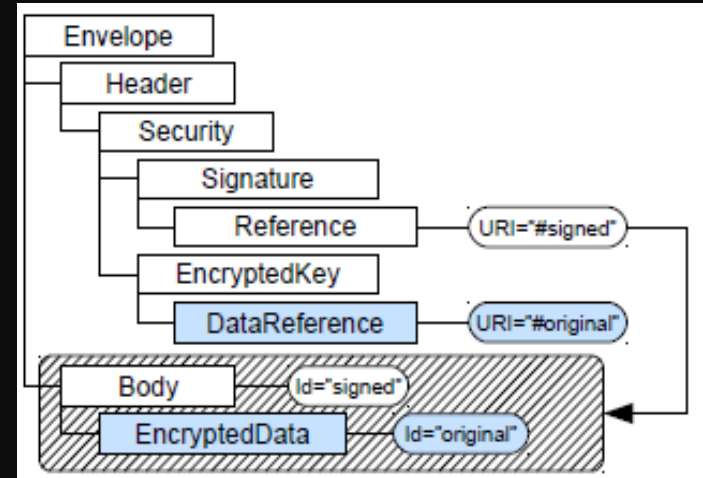 Envelope
Header
Security
Signature
Reference URI="#signed"
EncryptedKey
DataReference URI="#original"
Body Id="signed"
EncryptedData Id="original"